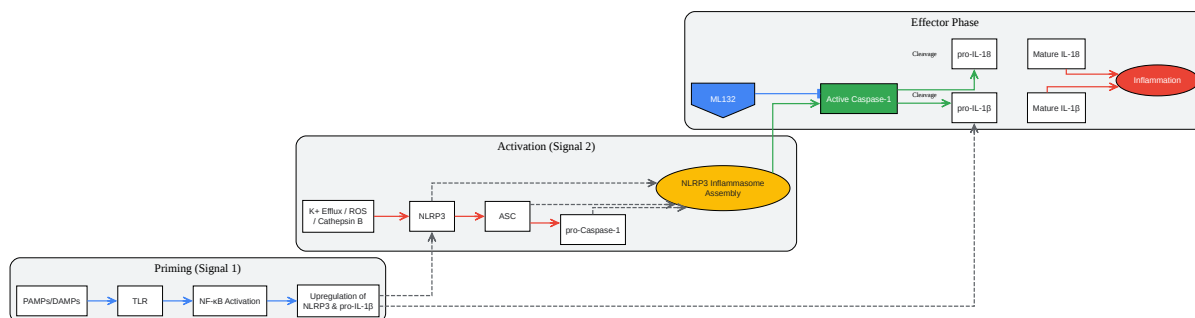 Effector Phase
Cleavage
pro-IL-18
Mature IL-18
Inflammation
ML132
Active Caspase-1
Cleavage
pro-IL-1β
Mature IL-1β
Activation (Signal 2)
NLRP3 Inflammasome
Assembly
K+ Efflux / ROS
/ Cathepsin B
NLRP3
ASC
pro-Caspase-1
Priming (Signal 1)
PAMPs/DAMPs
TLR
NF-κB Activation
Upregulation of
NLRP3 & pro-IL-1β